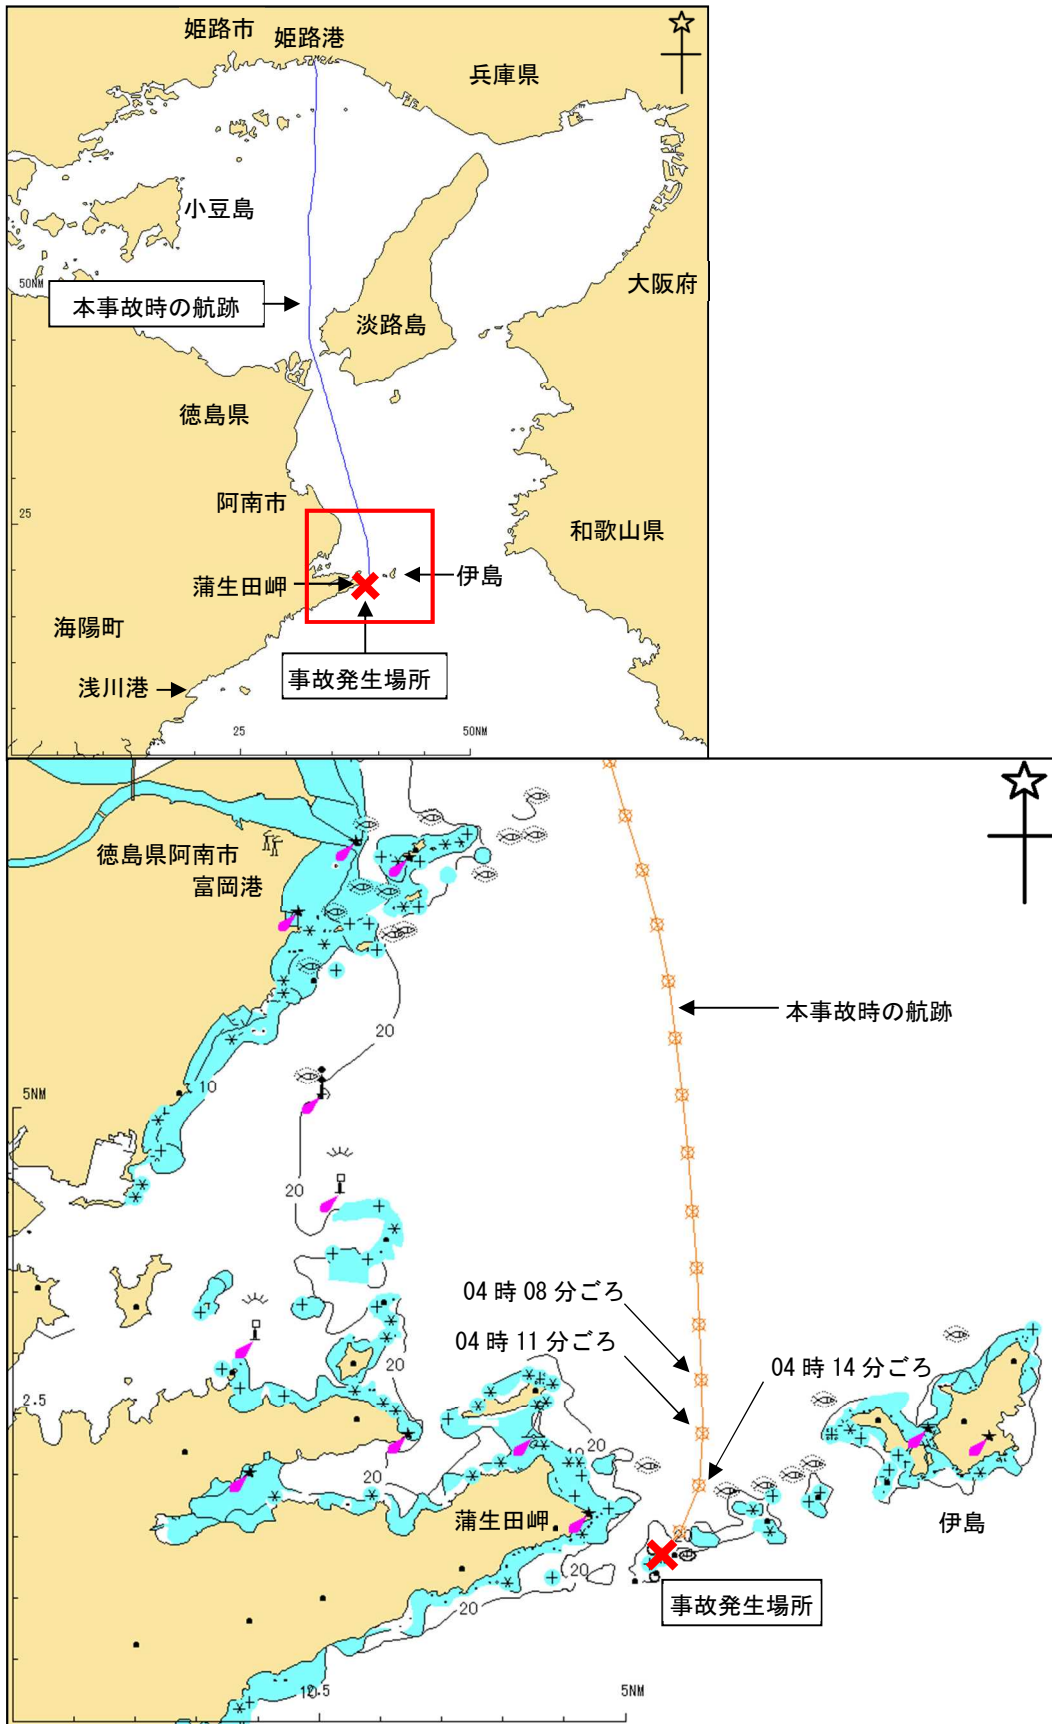 姫路市
姫路港
兵庫県
小豆島
50NM
大阪府
本事故時の航跡
淡路島
徳島県
阿南市
25
和歌山県
蒲生田岬
伊島
海陽町
事故発生場所
浅川港
25
50NM
徳島県阿南市
富岡港
本事故時の航跡
20
10
5NM
20
04時08分ごろ
04時11分ごろ
04時14分ごろ
20
2.5
20
20
蒲生田岬
伊島
20
20
20
事故発生場所
2.5
5NM